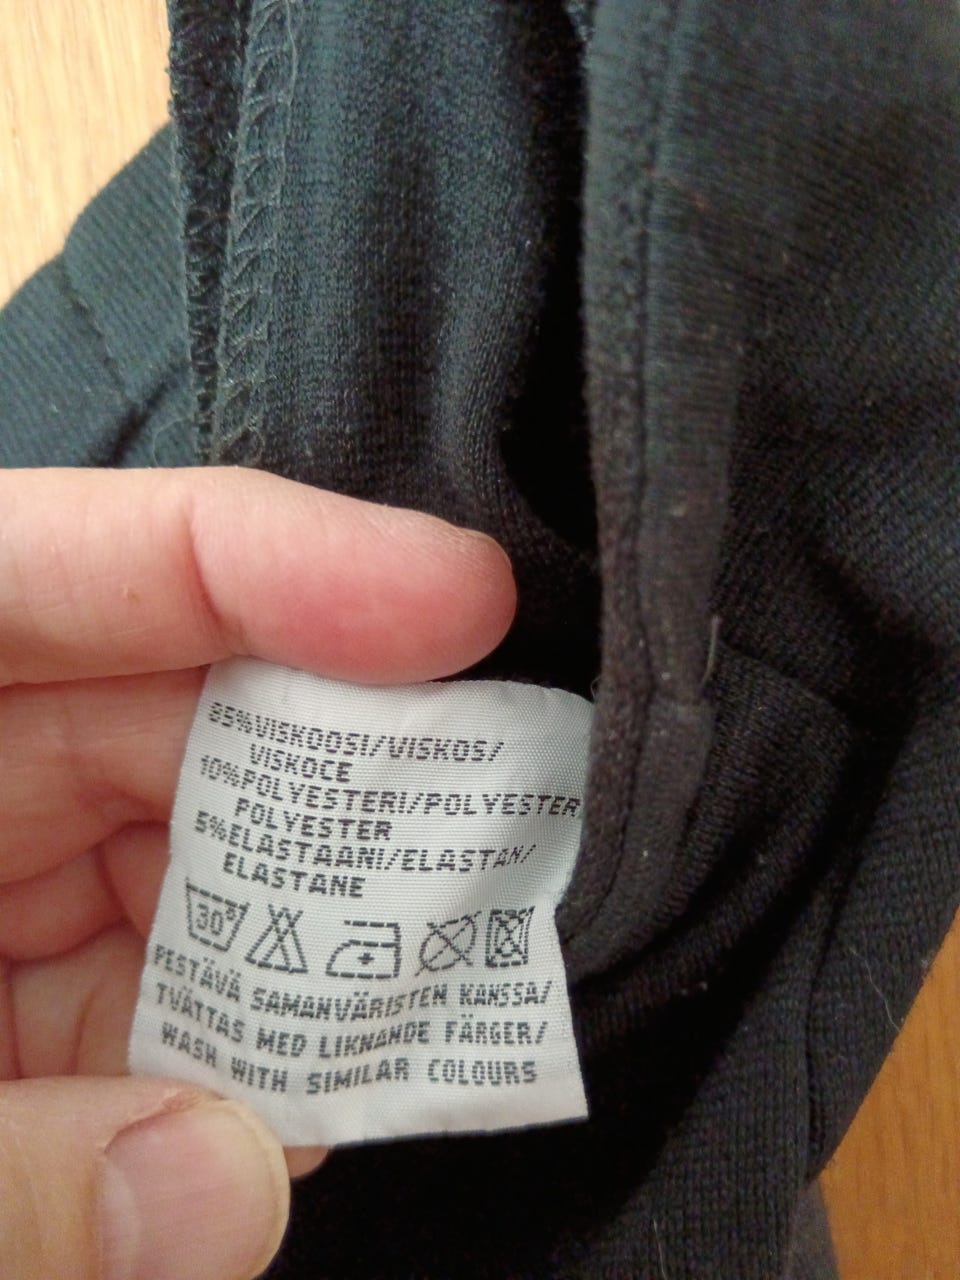 85%VISKOOSI/VISKOS/
VISKOCE
10%POLYESTERI/POLYESTER/
POLYESTER
5%ELASTAANI/ELASTAN/
ELASTANE
30°
PESTÄVÄ SAMANVÄRISTEN KANSSA/
TVÄTTAS MED LIKNANDE FÄRGER/
WASH WITH SIMILAR COLOURS